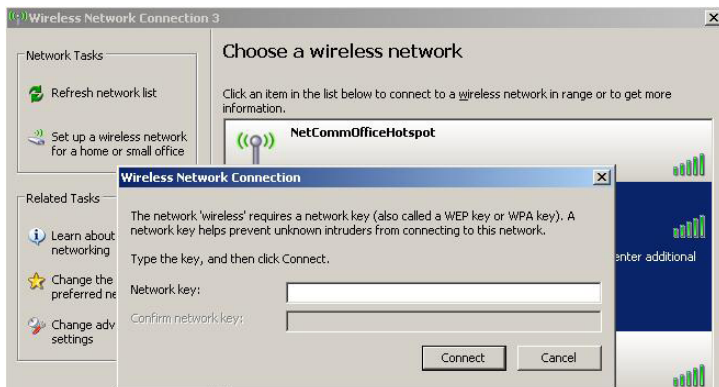 Wireless Network Connection 3
Network Tasks
Refresh network list
Set up a wireless network
for a home or small office
Related Tasks
Learn about
networking
Change the
preferred ne
Change adv
settings
Choose a wireless network
Click an item in the list below to connect to a wireless network in range or to get more
information.
NetCommOfficeHotspot
enter additional
Wireless Network Connection
The network 'wireless' requires a network key (also called a WEP key or WPA key). A
network key helps prevent unknown intruders from connecting to this network.
Type the key, and then click Connect.
Network key:
Confirm network key:
Connect
Cancel